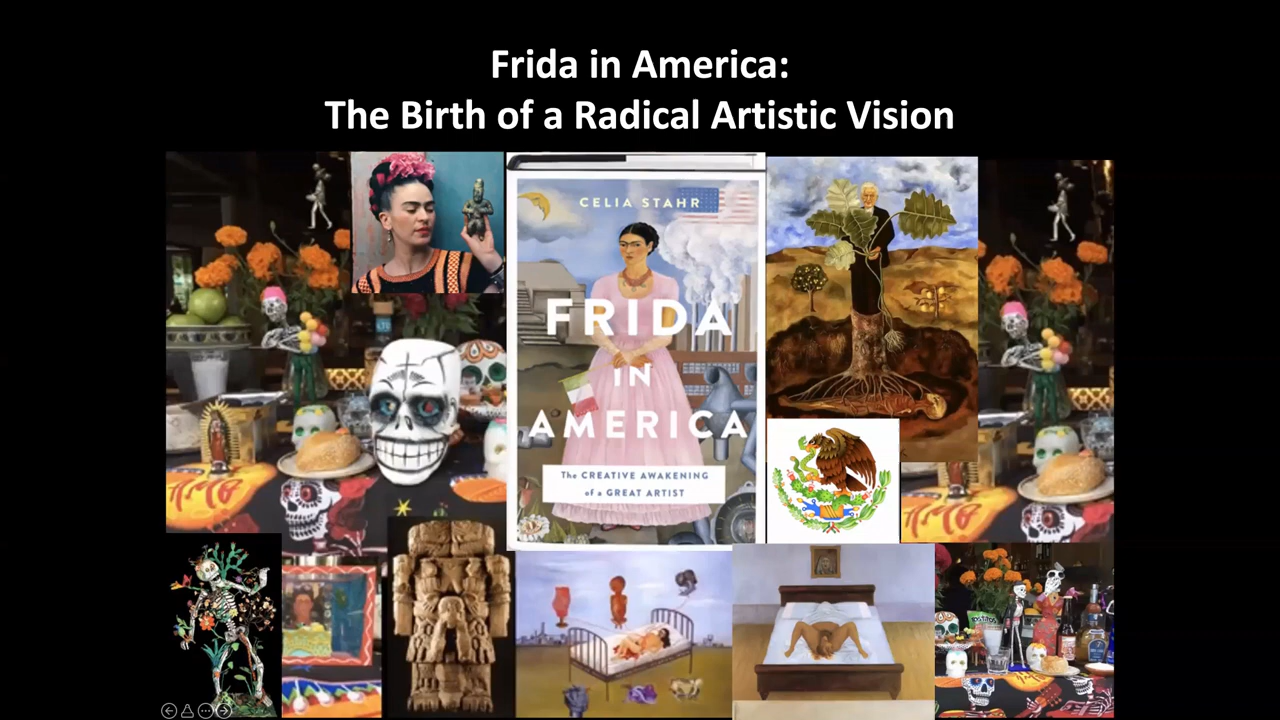 Frida in America:
The Birth of a Radical Artistic Vision
CELIA STAHR
FRIDA
IN
AMERICA
The CREATIVE AWAKENING
of a GREAT ARTIST
TOSTITOS